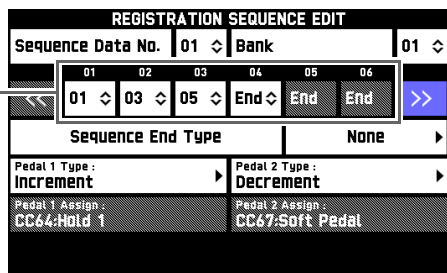 REGISTRATION SEQUENCE EDIT
Sequence Data No. 01 Bank 01
01 02 03 04 05 06
<< 01 03 05 End End End >>
Sequence End Type None
Pedal 1 Type : Pedal 2 Type :
Increment Decrement
Pedal 1 Assign : Pedal 2 Assign :
CC64:Hold 1 CC67:Soft Pedal